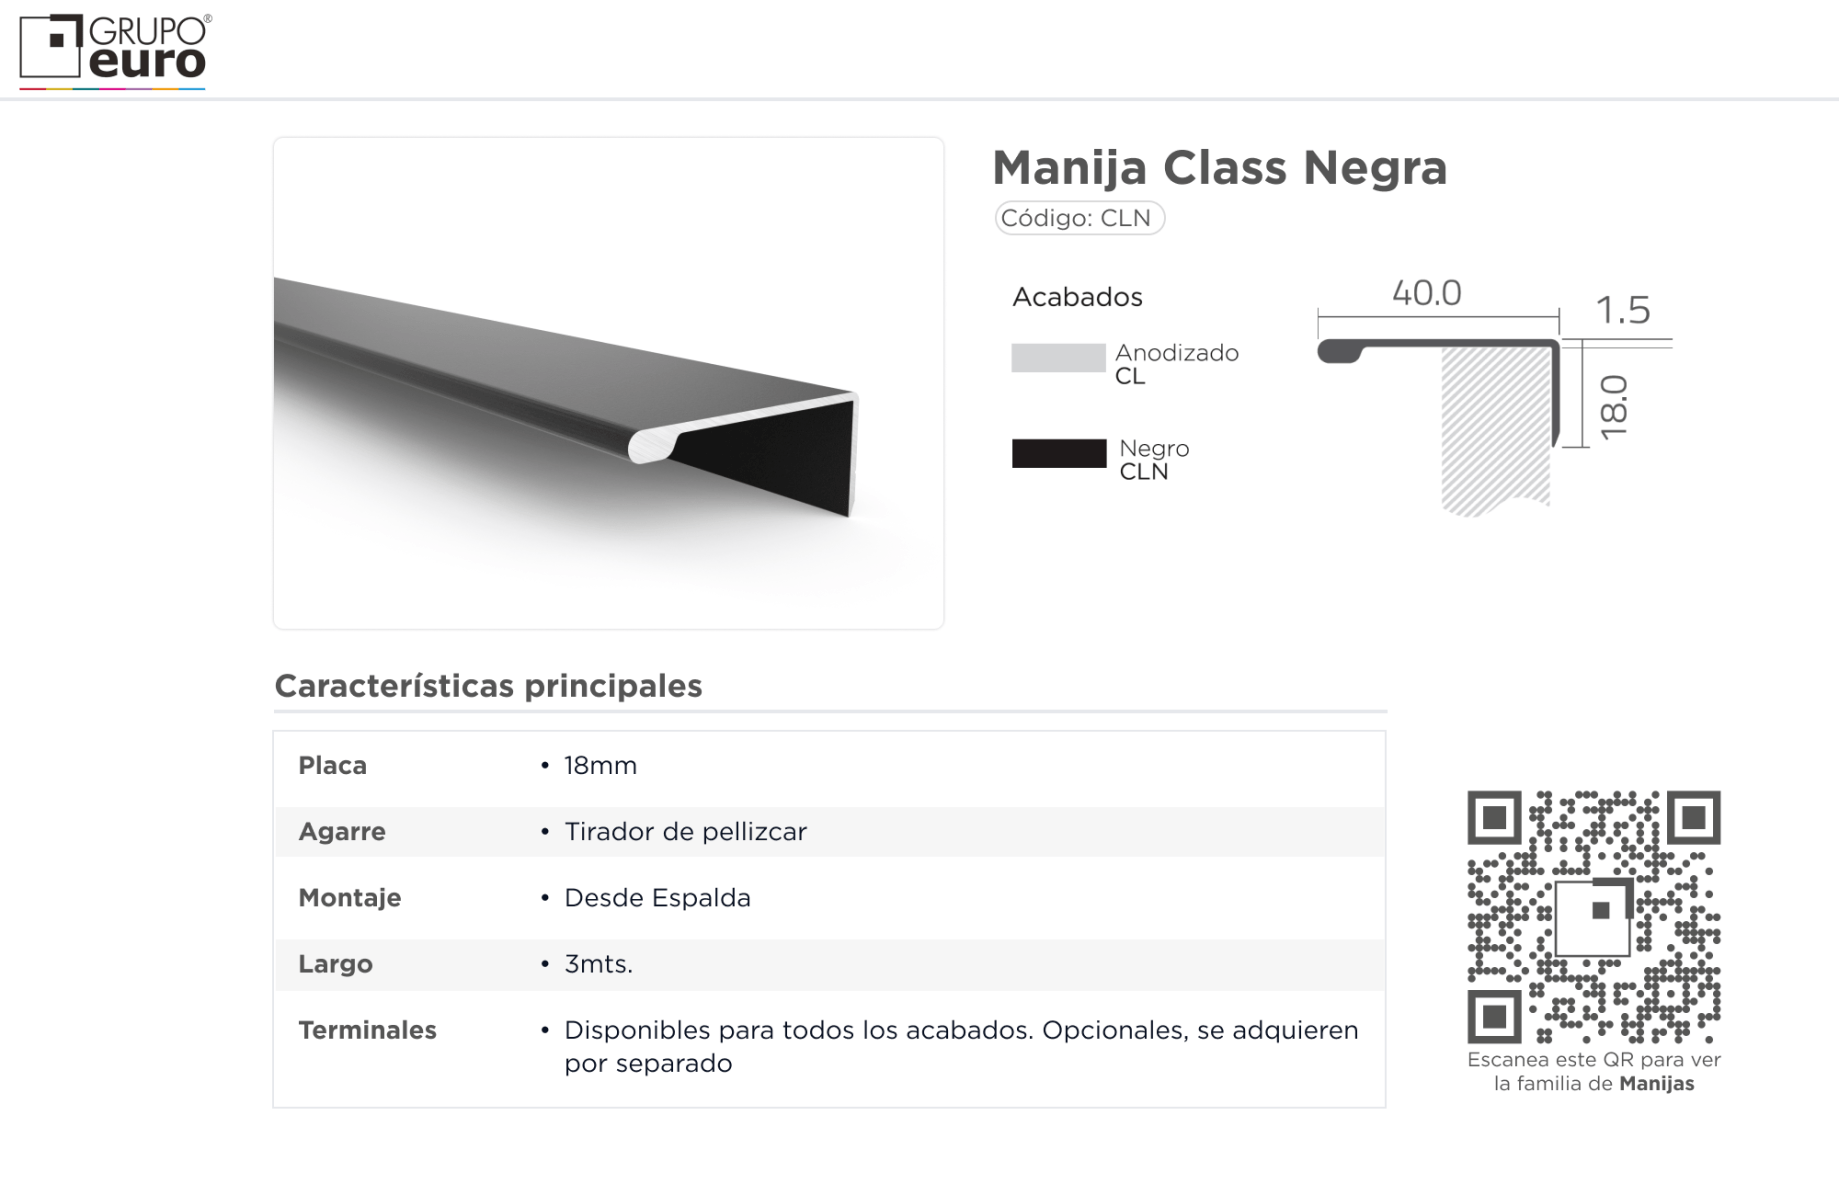 GRUPO®
euro
Manija Class Negra
Código: CLN
Acabados
Anodizado
CL
Negro
CLN
40.0
1.5
18.0
Características principales
Placa • 18mm
Agarre • Tirador de pellizcar
Montaje • Desde Espalda
Largo • 3mts.
Terminales • Disponibles para todos los acabados. Opcionales, se adquieren
por separado
Escanea este QR para ver
la familia de Manijas